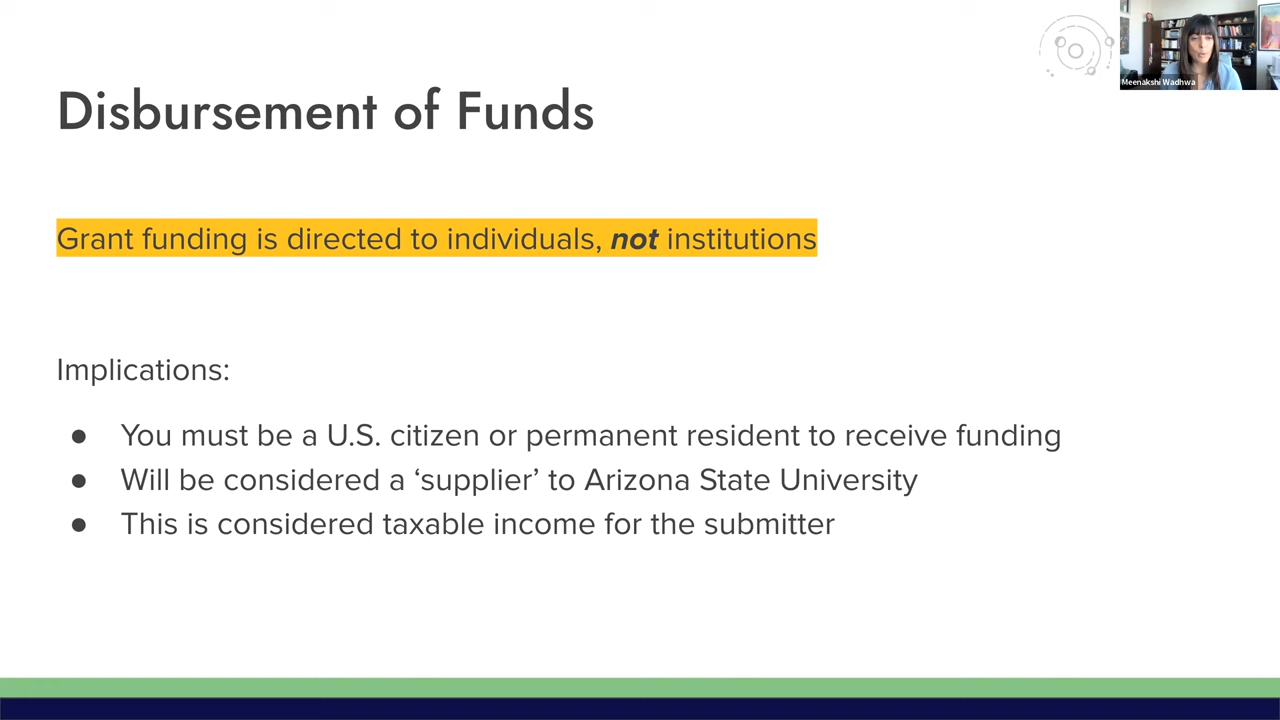 Meenakshi Wadhwa
Disbursement of Funds
Grant funding is directed to individuals, not institutions
Implications:
● You must be a U.S. citizen or permanent resident to receive funding
● Will be considered a ‘supplier’ to Arizona State University
● This is considered taxable income for the submitter